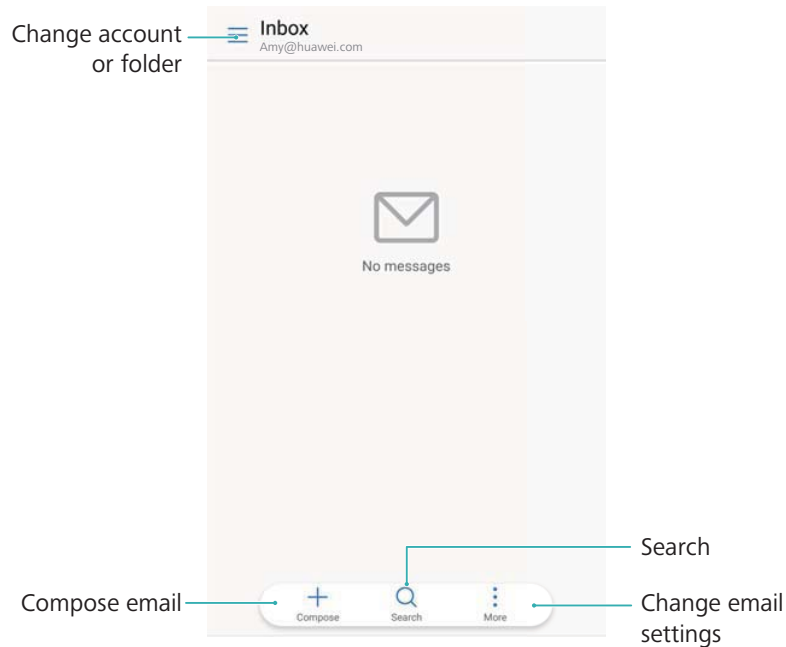 Change account
or folder
Inbox
Amy@huawei.com
No messages
Search
Compose email
Compose
Search
More
Change email
settings